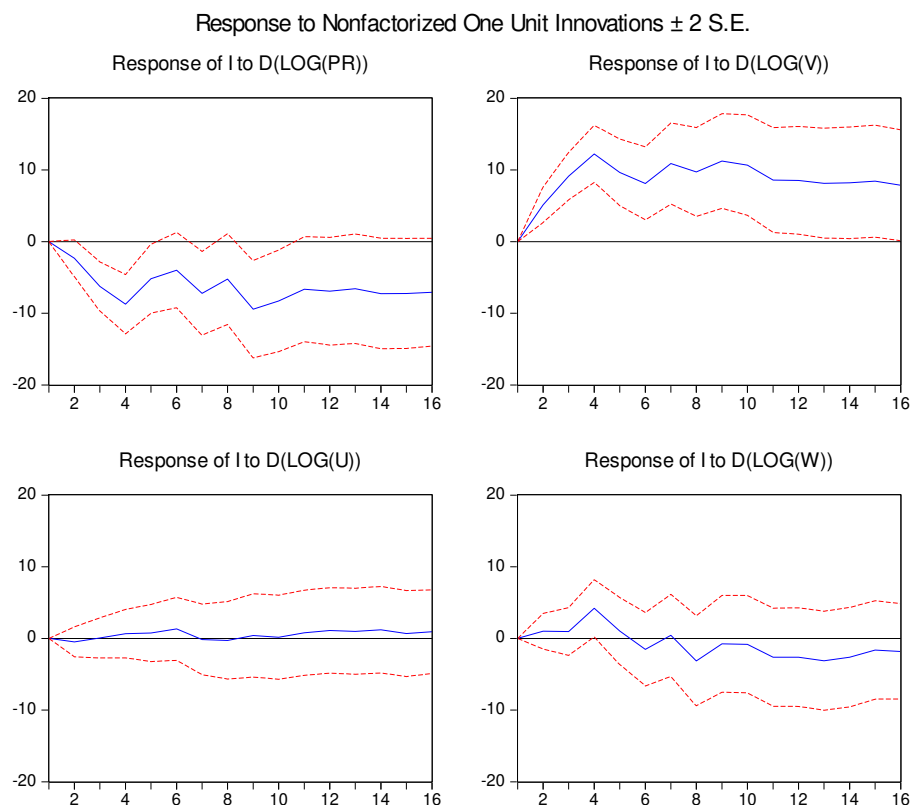 Response to Nonfactorized One Unit Innovations ± 2 S.E.
Response of I to D(LOG(PR))
20
10
0
-10
-20
2 4 6 8 10 12 14 16
Response of I to D(LOG(V))
20
10
0
-10
-20
2 4 6 8 10 12 14 16
Response of I to D(LOG(U))
20
10
0
-10
-20
2 4 6 8 10 12 14 16
Response of I to D(LOG(W))
20
10
0
-10
-20
2 4 6 8 10 12 14 16